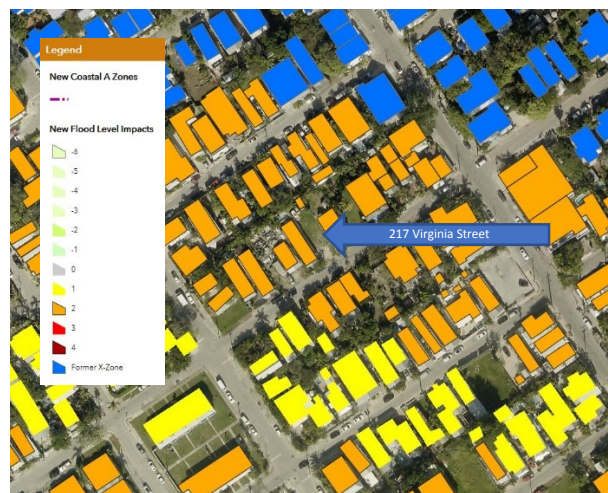 Legend
New Coastal A Zones
New Flood Level Impacts
-6
-5
-4
-3
-2
-1
0
1
2
3
4
Former X-Zone
217 Virginia Street